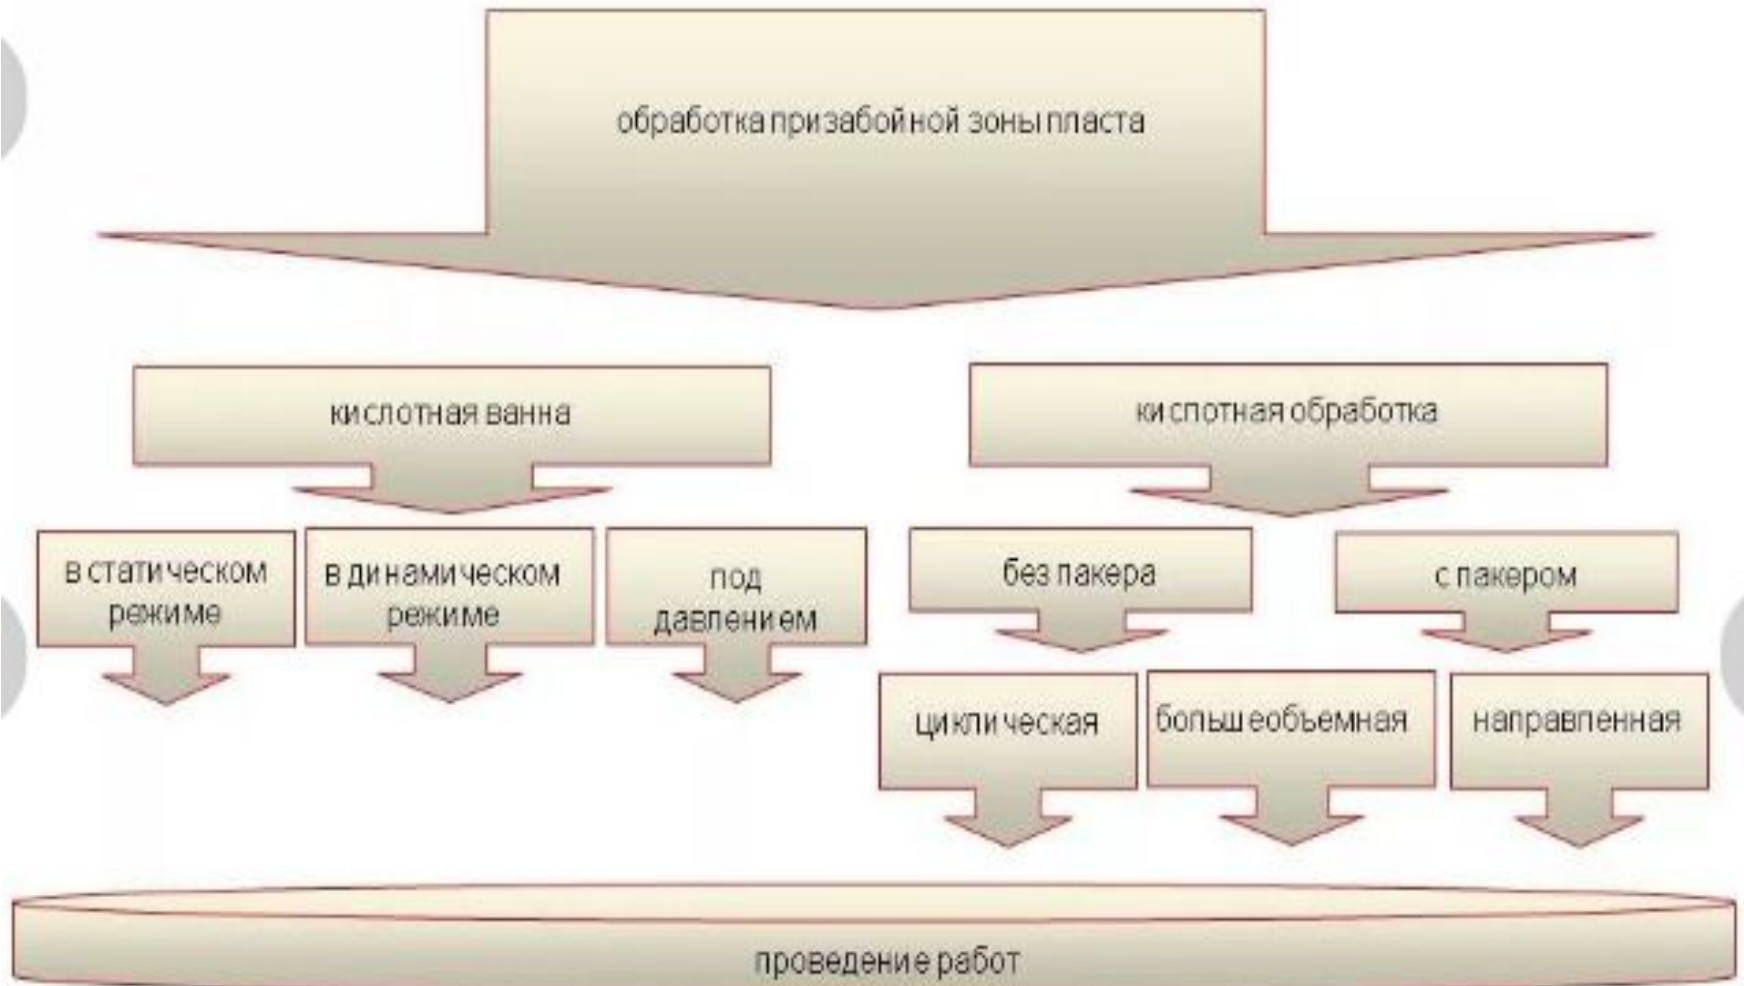 обработка призабойной зоны пласта
кислотная ванна
кислотная обработка
в статическом
режиме
в динамическом
режиме
под
давлением
без пакера
с пакером
циклическая
большеобъемная
направленная
проведение работ